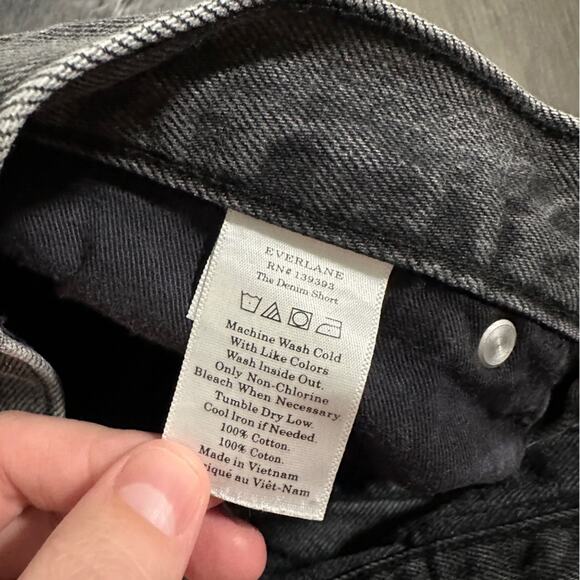 EVERLANE
RN# 139393
The Denim Short
Machine Wash Cold
With Like Colors
Wash Inside Out.
Only Non-Chlorine
Bleach When Necessary.
Tumble Dry Low.
Cool Iron if Needed.
100% Cotton.
100% Coton.
Made in Vietnam
riqué au Viêt-Nam